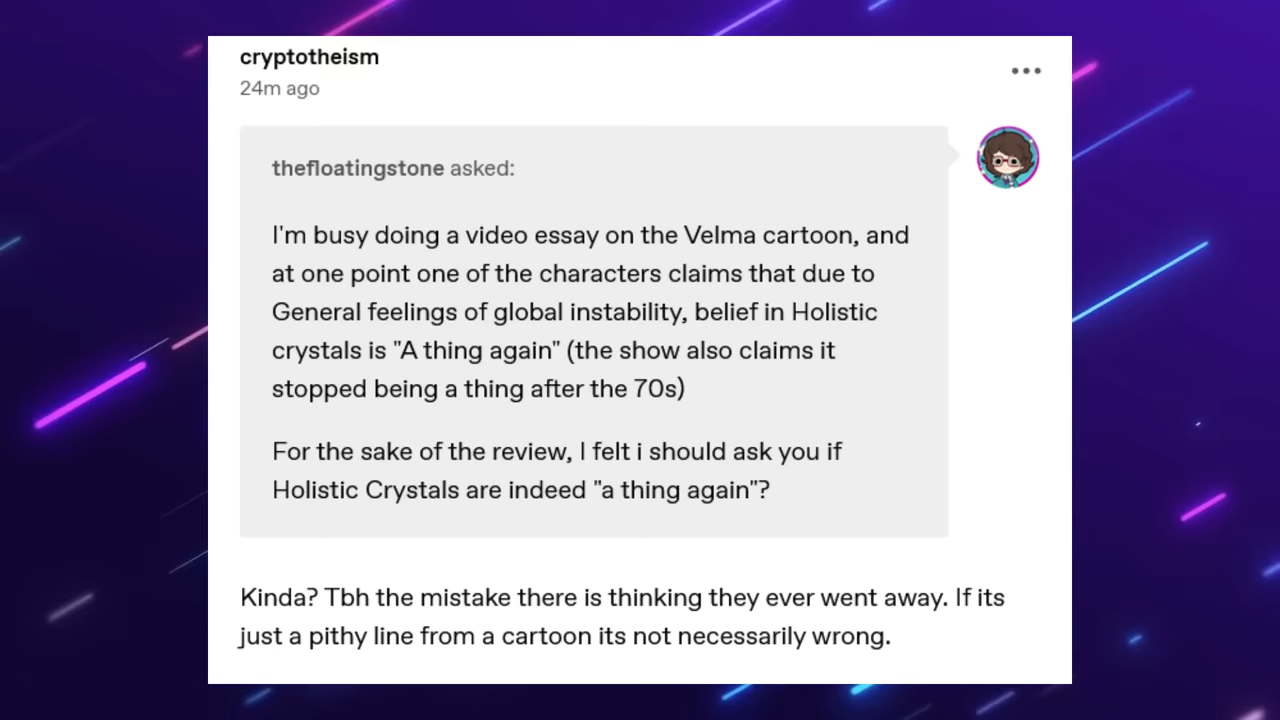 cryptotheism
24m ago
thefloatingstone asked:
I'm busy doing a video essay on the Velma cartoon, and
at one point one of the characters claims that due to
General feelings of global instability, belief in Holistic
crystals is "A thing again" (the show also claims it
stopped being a thing after the 70s)
For the sake of the review, I felt i should ask you if
Holistic Crystals are indeed "a thing again"?
Kinda? Tbh the mistake there is thinking they ever went away. If its
just a pithy line from a cartoon its not necessarily wrong.